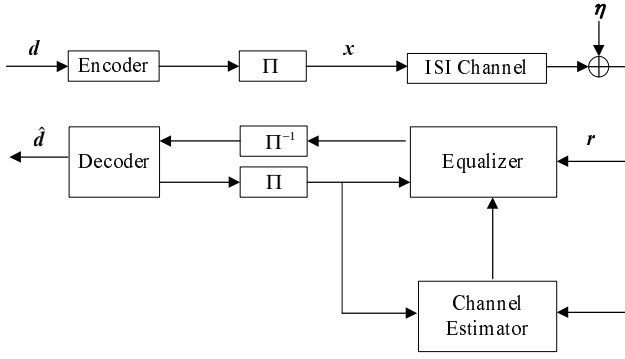 η
d
Encoder
Π
x
ISI Channel
d̂
Decoder
Π⁻¹
Π
Equalizer
r
Channel
Estimator